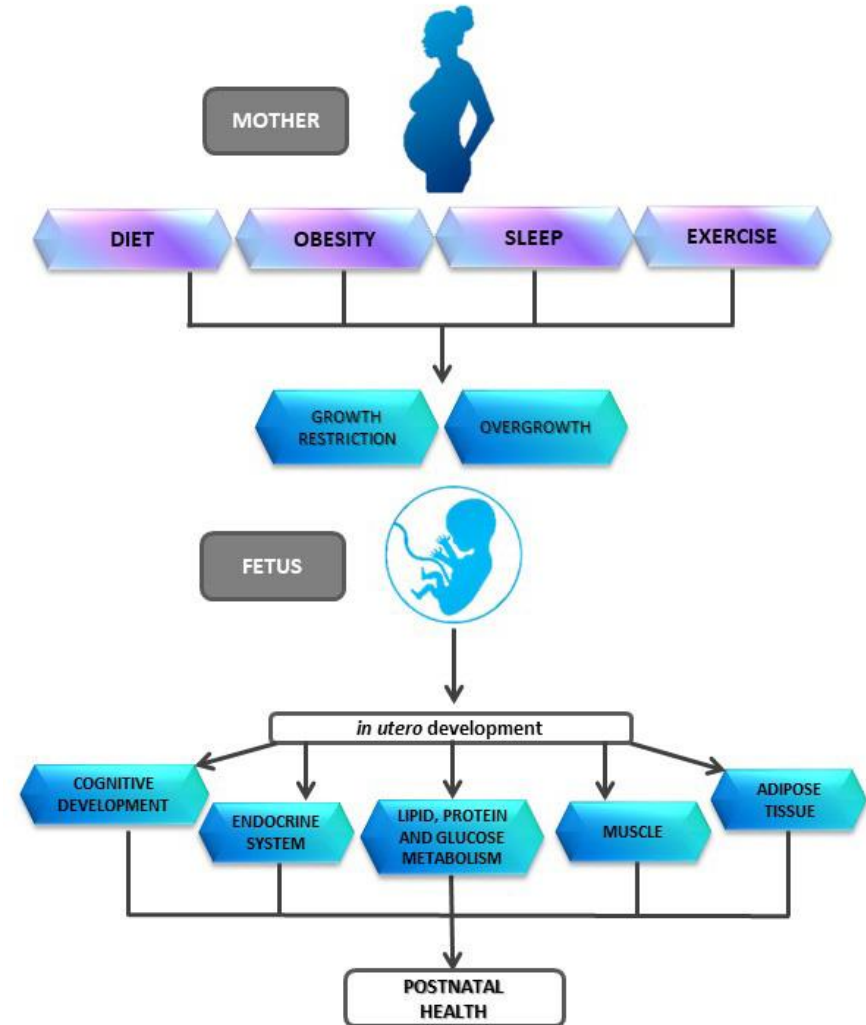 MOTHER
DIET
OBESITY
SLEEP
EXERCISE
GROWTH
RESTRICTION
OVERGROWTH
FETUS
in utero development
COGNITIVE
DEVELOPMENT
ENDOCRINE
SYSTEM
LIPID, PROTEIN
AND GLUCOSE
METABOLISM
MUSCLE
ADIPOSE
TISSUE
POSTNATAL
HEALTH